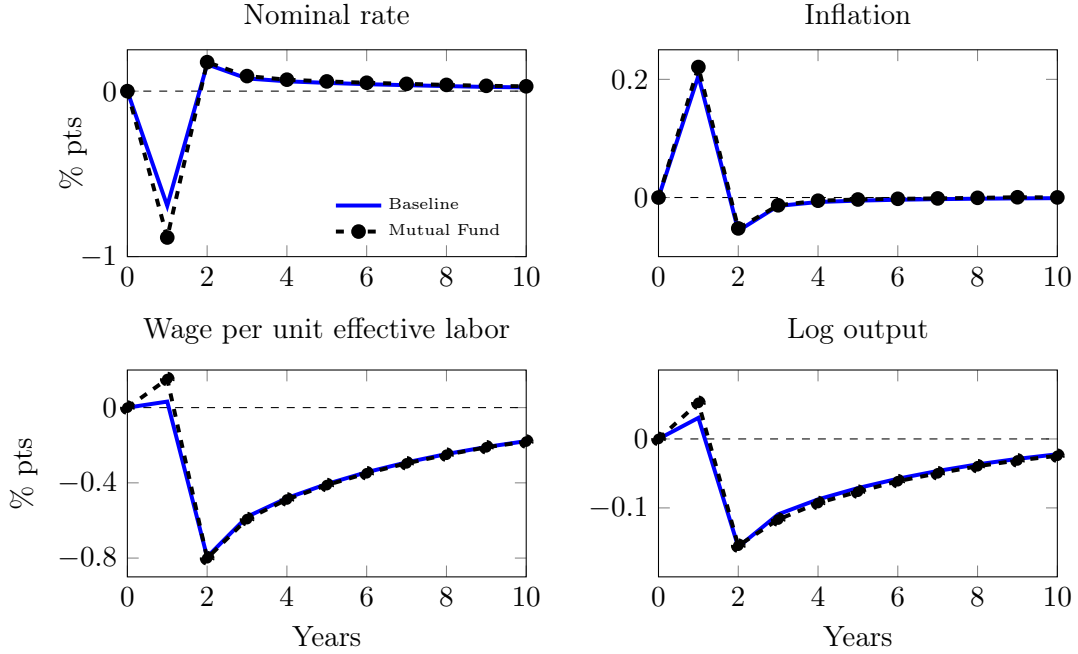 Nominal rate
Inflation
% pts
0
−1
Baseline
Mutual Fund
0 2 4 6 8 10
0.2
0
0 2 4 6 8 10
Wage per unit effective labor
Log output
% pts
0
−0.4
−0.8
0 2 4 6 8 10
Years
0
−0.1
0 2 4 6 8 10
Years